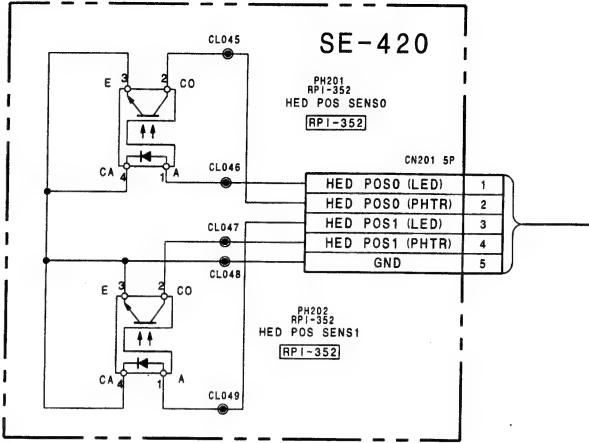 CL045
SE-420
E 3 2 CO
PH201
RPI-352
HED POS SENS0
RPI-352
CN201 5P
CA 4 1 A
CL046
HED POS0 (LED) 1
HED POS0 (PHTR) 2
HED POS1 (LED) 3
HED POS1 (PHTR) 4
GND 5
CL047
CL048
E 3 2 CO
PH202
RPI-352
HED POS SENS1
RPI-352
CA 4 1 A
CL049